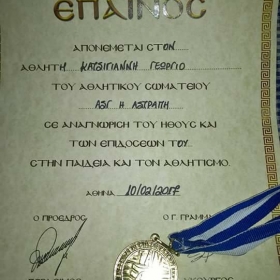 ΕΠΑΙΝΟΣ
ΑΠΟΝΕΜΕΤΑΙ ΣΤΟΝ
ΑΘΛΗΤΗ ΚΑΤΣΙΓΙΑΝΝΗ ΓΕΩΡΓΙΟ
ΤΟΥ ΑΘΛΗΤΙΚΟΥ ΣΩΜΑΤΕΙΟΥ
ΑΣΓ Η ΑΣΤΡΑΠΗ
ΣΕ ΑΝΑΓΝΩΡΙΣΗ ΤΟΥ ΗΘΟΥΣ ΚΑΙ
ΤΩΝ ΕΠΙΔΟΣΕΩΝ ΤΟΥ
ΣΤΗΝ ΠΑΙΔΕΙΑ ΚΑΙ ΤΟΝ ΑΘΛΗΤΙΣΜΟ.
ΑΘΗΝΑ 10/02/2017
Ο ΠΡΟΕΔΡΟΣ Ο Γ. ΓΡΑΜΜ